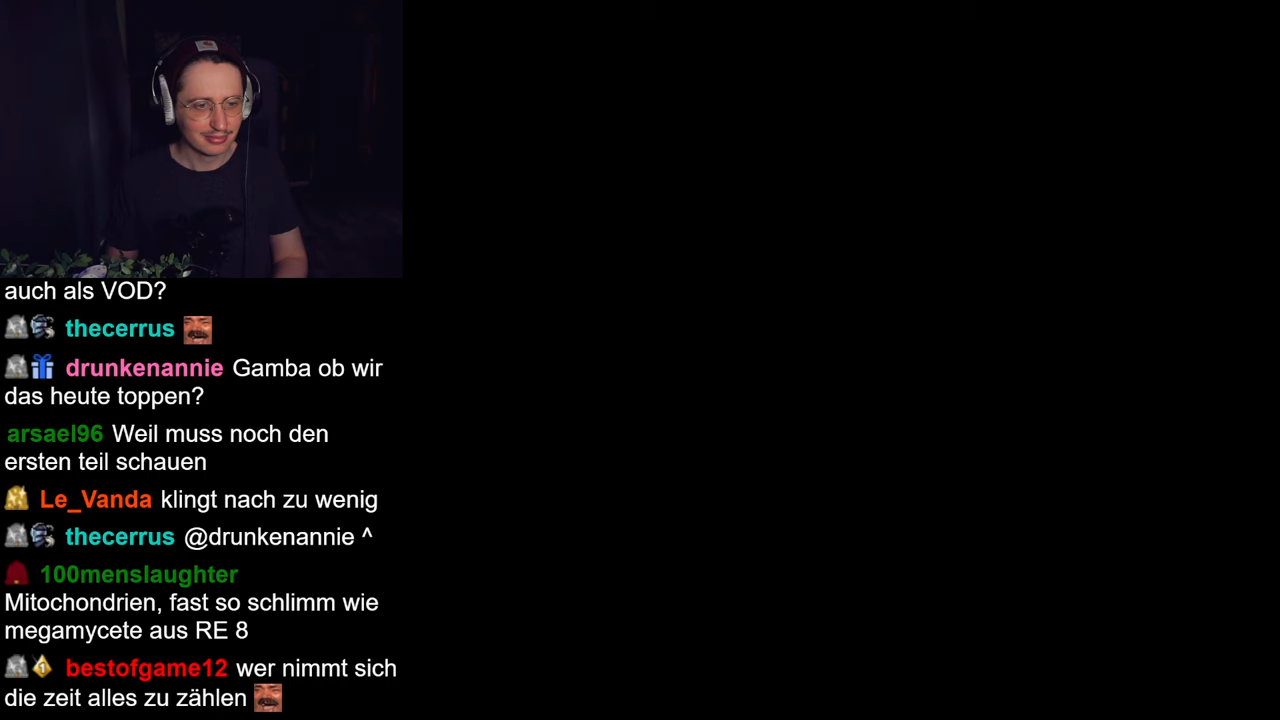 auch als VOD?
thecerrus
drunkenannie Gamba ob wir
das heute toppen?
arsael96 Weil muss noch den
ersten teil schauen
Le_Vanda klingt nach zu wenig
thecerrus @drunkenannie ^
100menslaughter
Mitochondrien, fast so schlimm wie
megamycete aus RE 8
bestofgame12 wer nimmt sich
die zeit alles zu zählen